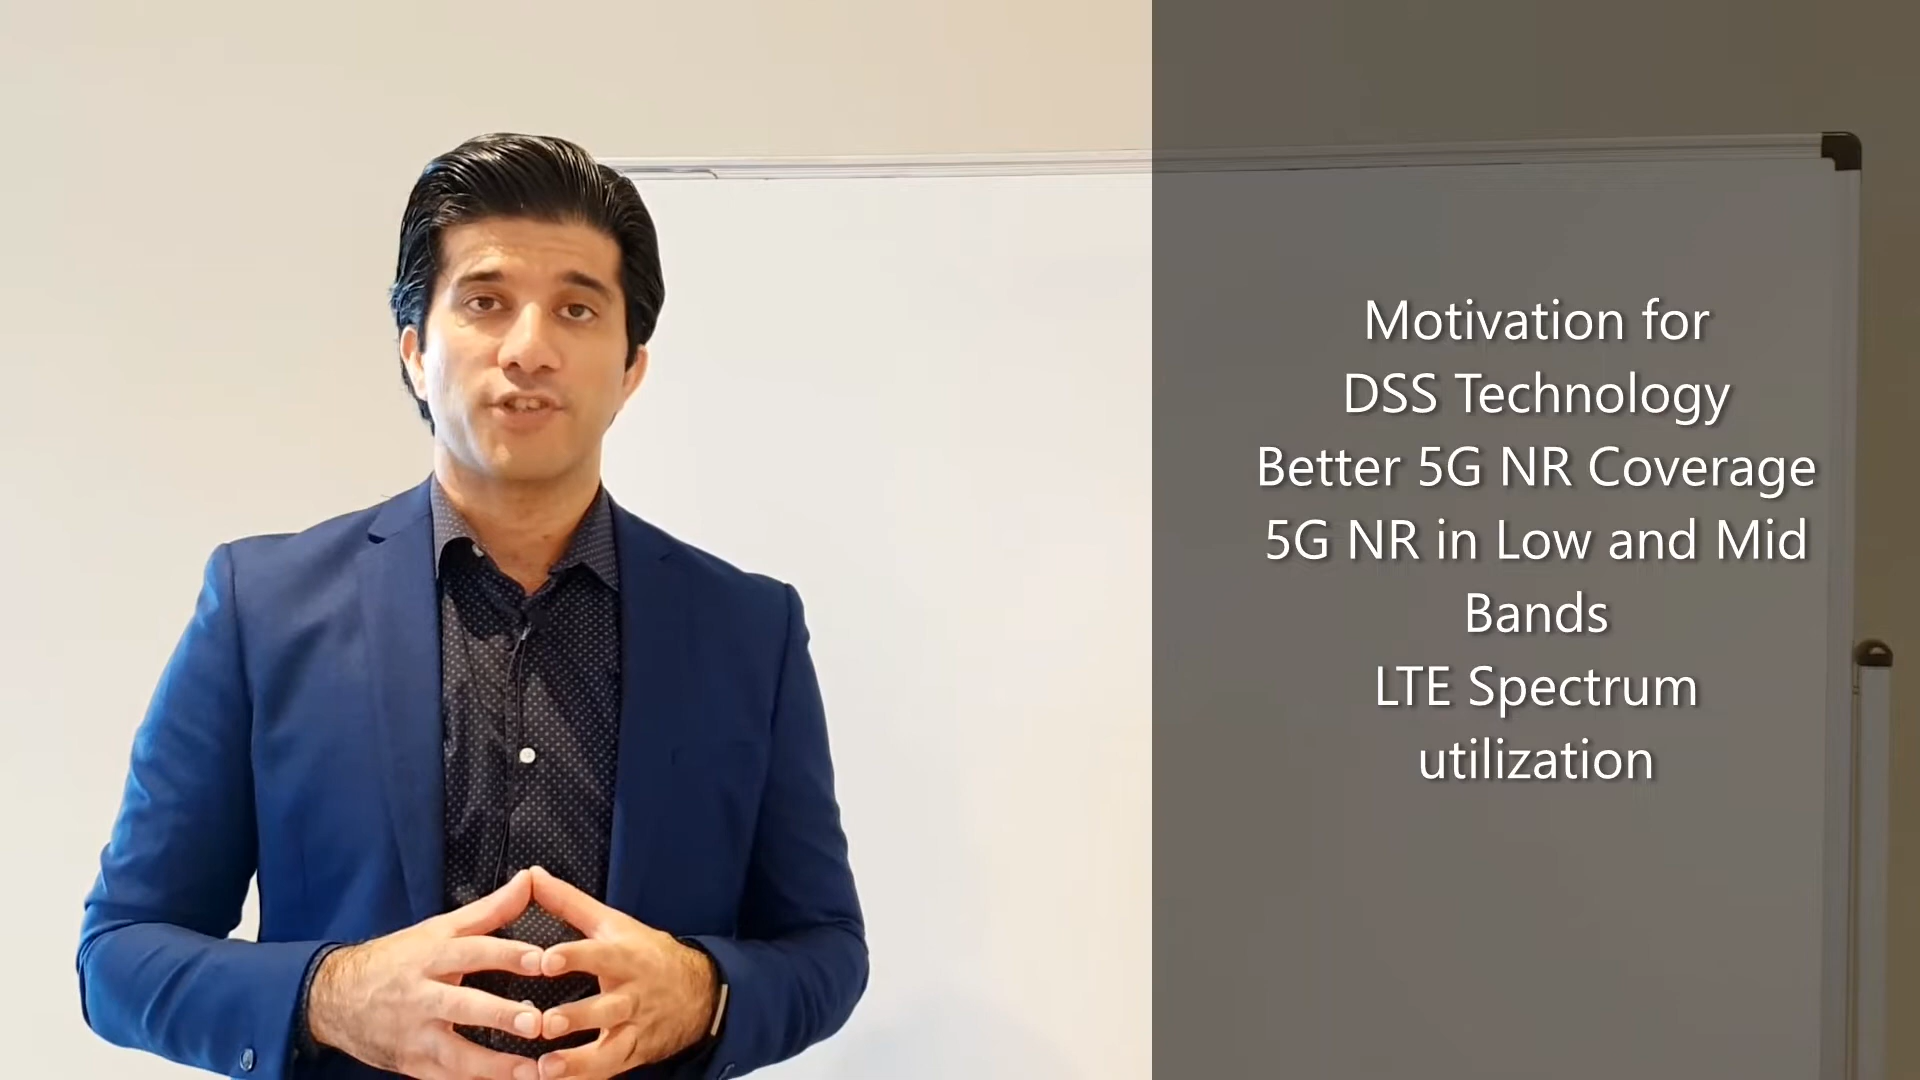 Motivation for
DSS Technology
Better 5G NR Coverage
5G NR in Low and Mid
Bands
LTE Spectrum
utilization